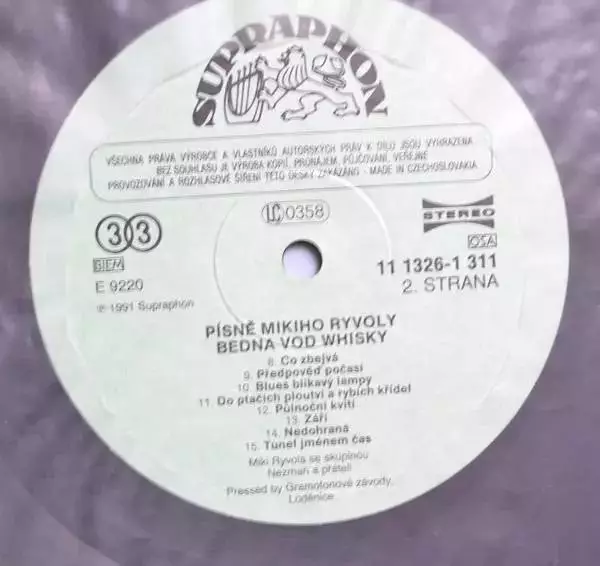 SUPRAPHON
VŠECHNA PRÁVA VÝROBCE A VLASTNÍKŮ AUTORSKÝCH PRÁV K DÍLU JSOU VYHRAZENA
BEZ SOUHLASU JE VÝROBA KOPIÍ, PRONÁJEM, PŮJČOVÁNÍ, VEŘEJNÉ
PROVOZOVÁNÍ A ROZHLASOVÉ ŠÍŘENÍ TÉTO DESKY ZAKÁZÁNO - MADE IN CZECHOSLOVAKIA
33
LC 0358
STEREO
BIEM
OSA
E 9220
11 1326-1 311
℗ 1991 Supraphon
2. STRANA
PÍSNĚ MIKIHO RYVOLY
BEDNA VOD WHISKY
8. Co zbejvá
9. Předpověď počasí
10. Blues blikavý lampy
11. Do ptačích ploutví a rybích křídel
12. Půlnoční kvítí
13. Září
14. Nedohraná
15. Tunel jménem čas
Miki Ryvola se skupinou
Nezmaři a přáteli
Pressed by Gramofonové závody,
Loděnice